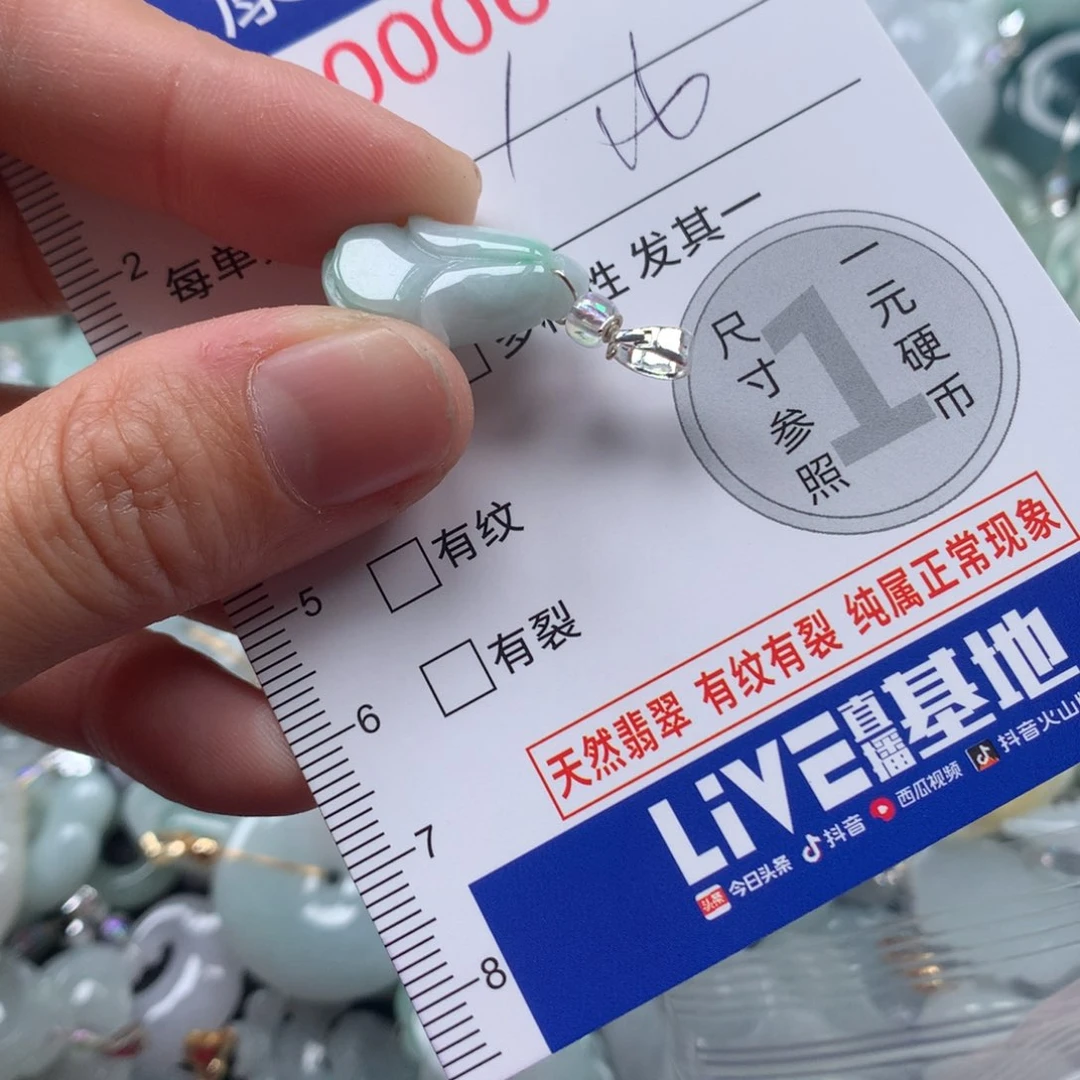 0000
每单
性 发其一
2
一元硬币
尺寸参照
1
有纹
5
有裂
6
天然翡翠 有纹有裂 纯属正常现象
7
LiVE直播基地
8
今日头条 抖音 西瓜视频 抖音火山